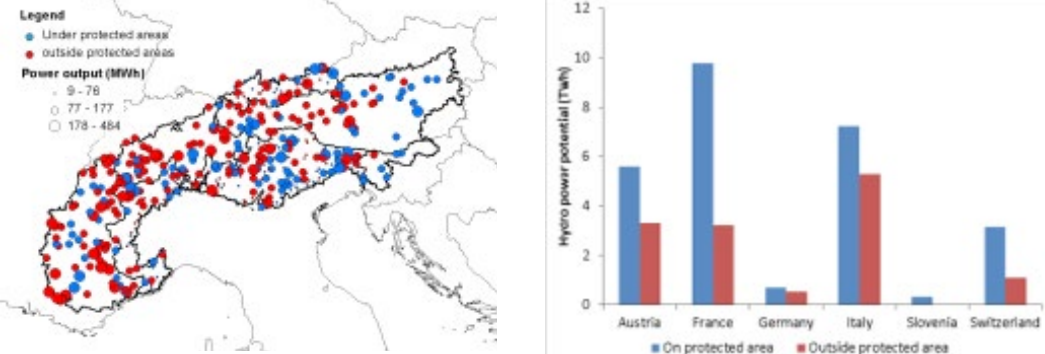 Legend
Under protected areas
outside protected areas
Power output (MWh)
9 - 76
77 - 177
178 - 484
12
10
8
6
4
2
0
Hydro power potential (TWh)
Austria France Germany Italy Slovenia Switzerland
On protected area Outside protected area